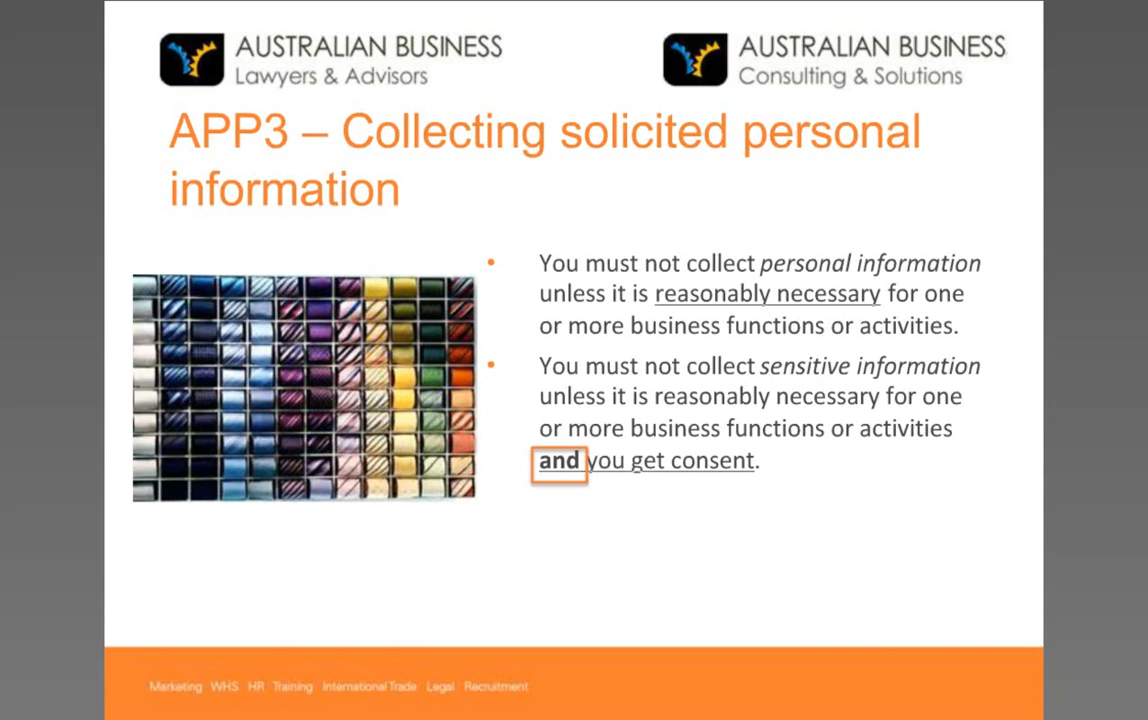 AUSTRALIAN BUSINESS
Lawyers & Advisors
AUSTRALIAN BUSINESS
Consulting & Solutions
APP3 – Collecting solicited personal
information
• You must not collect personal information
unless it is reasonably necessary for one
or more business functions or activities.
• You must not collect sensitive information
unless it is reasonably necessary for one
or more business functions or activities
and you get consent.
Marketing WHS HR Training International Trade Legal Recruitment